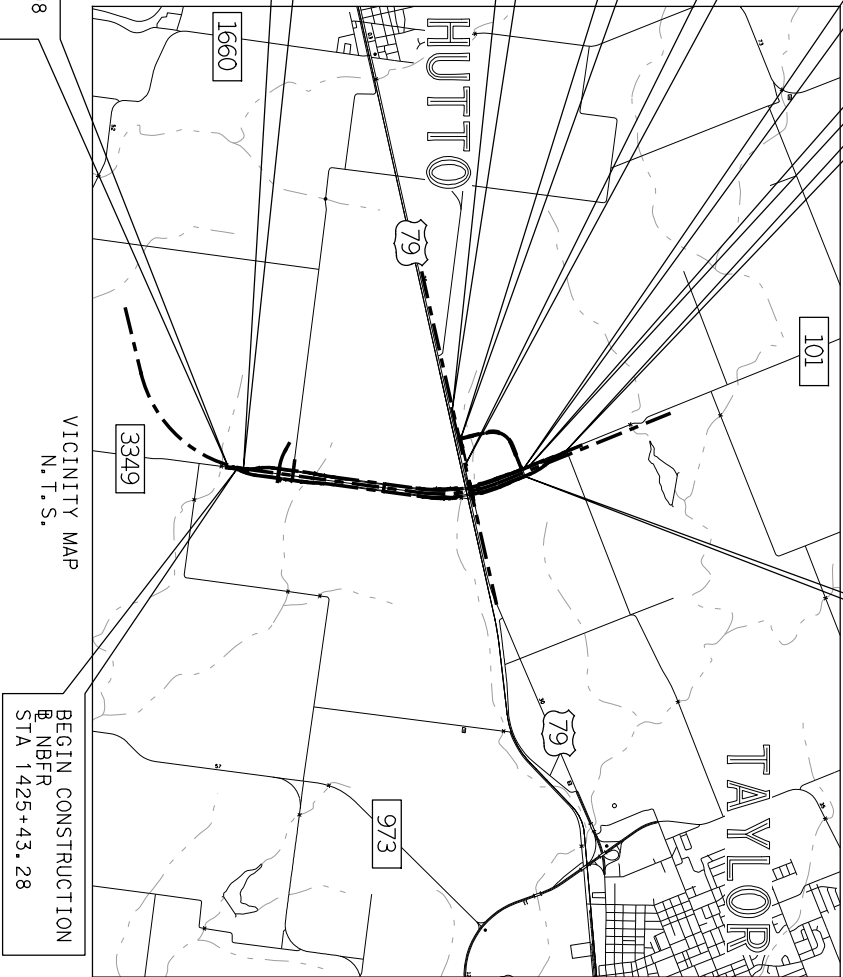 HUTTO
TAYLOR
1660
79
101
3349
79
973
VICINITY MAP
N.T.S.
BEGIN CONSTRUCTION
℄ NBFR
STA 1425+43.28
8